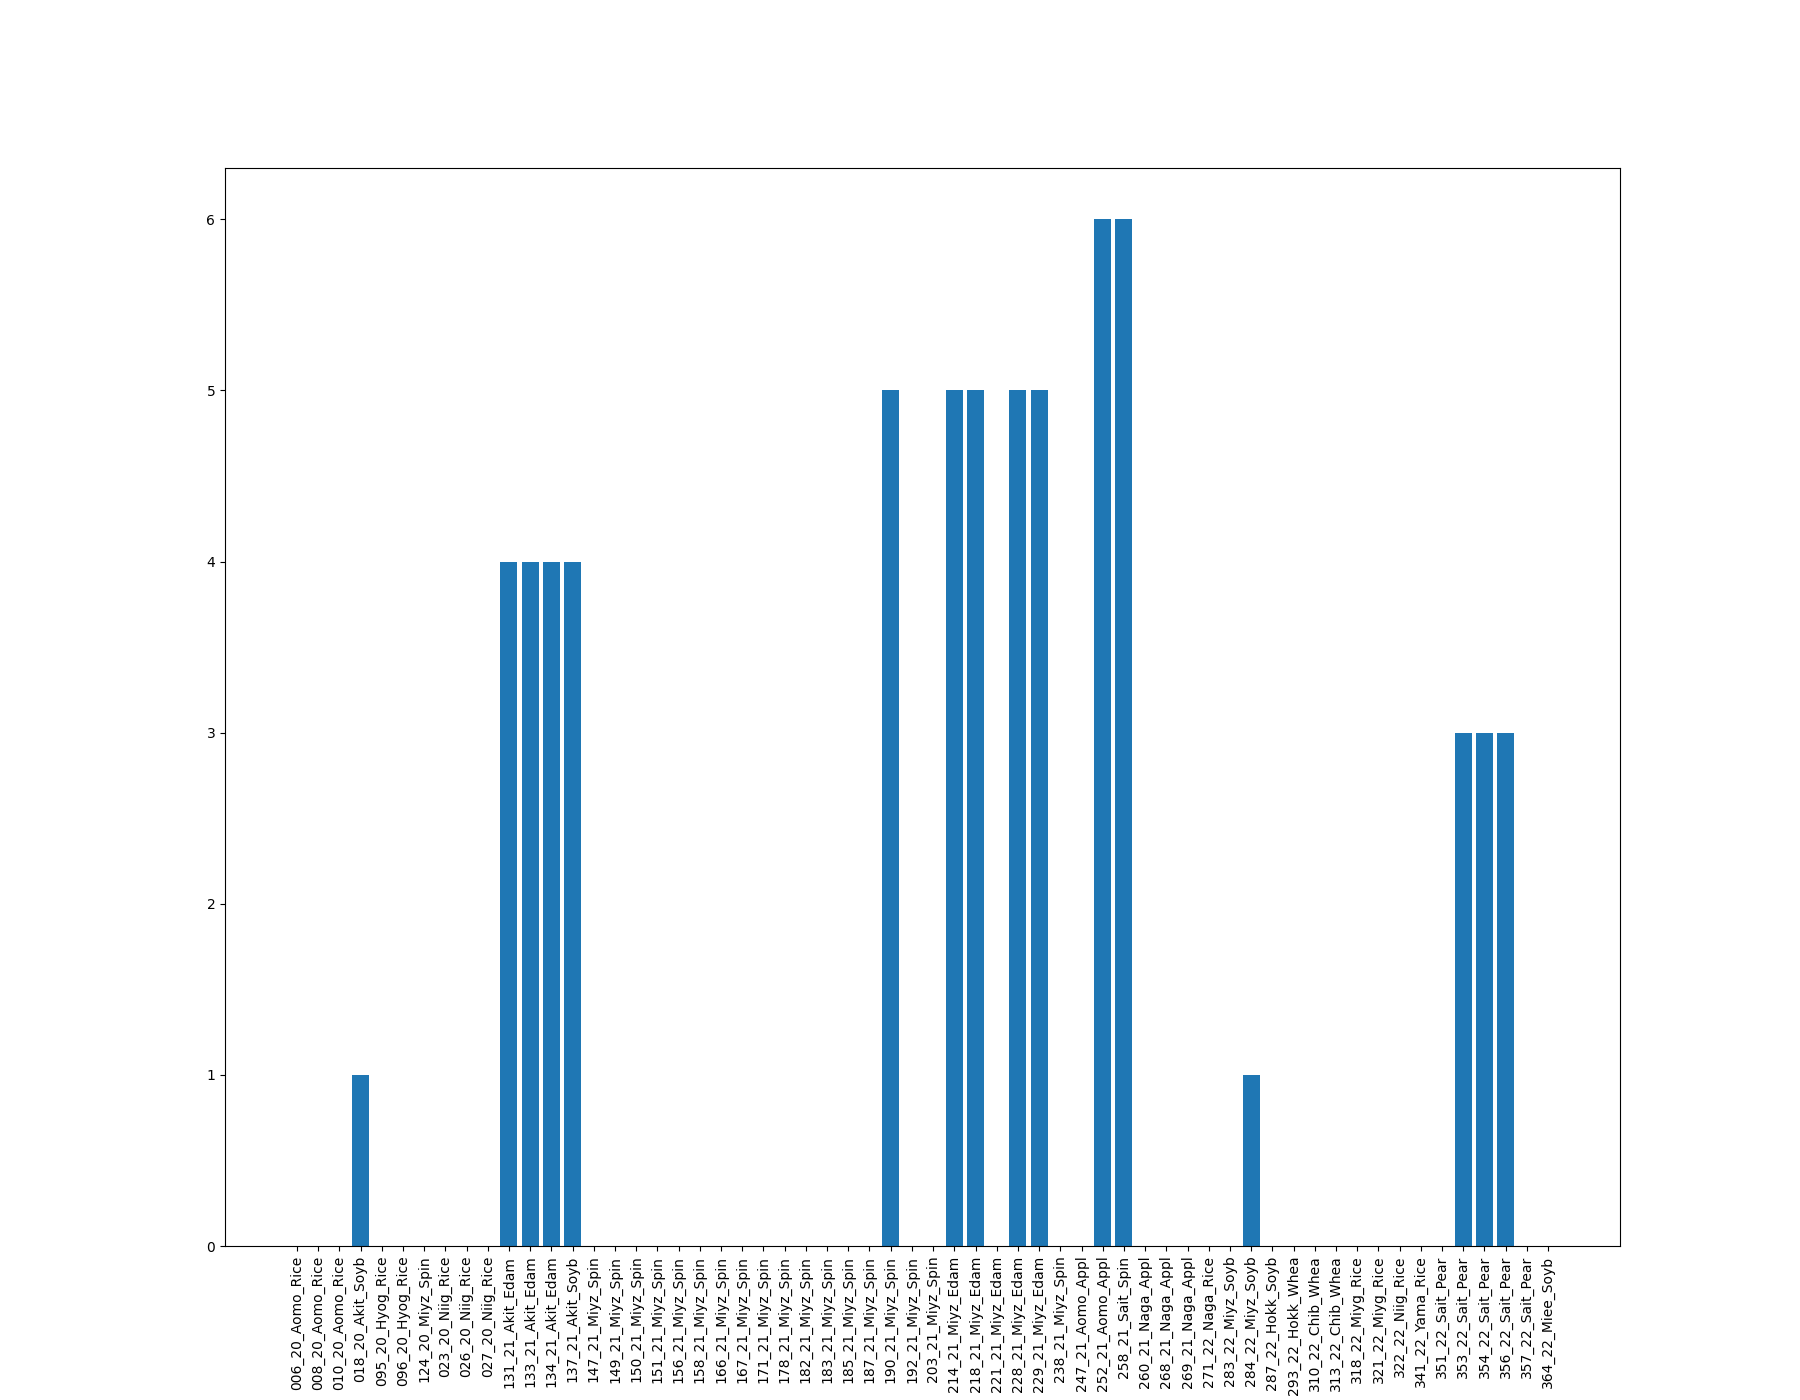 6
5
4
3
2
1
0
006_20_Aomo_Rice
008_20_Aomo_Rice
010_20_Aomo_Rice
018_20_Akit_Soyb
095_20_Hyog_Rice
096_20_Hyog_Rice
124_20_Miyz_Spin
023_20_Niig_Rice
026_20_Niig_Rice
027_20_Niig_Rice
131_21_Akit_Edam
133_21_Akit_Edam
134_21_Akit_Edam
137_21_Akit_Soyb
147_21_Miyz_Spin
149_21_Miyz_Spin
150_21_Miyz_Spin
151_21_Miyz_Spin
156_21_Miyz_Spin
158_21_Miyz_Spin
166_21_Miyz_Spin
167_21_Miyz_Spin
171_21_Miyz_Spin
178_21_Miyz_Spin
182_21_Miyz_Spin
183_21_Miyz_Spin
185_21_Miyz_Spin
187_21_Miyz_Spin
190_21_Miyz_Spin
192_21_Miyz_Spin
203_21_Miyz_Spin
214_21_Miyz_Edam
218_21_Miyz_Edam
221_21_Miyz_Edam
228_21_Miyz_Edam
229_21_Miyz_Edam
238_21_Miyz_Spin
247_21_Aomo_Appl
252_21_Aomo_Appl
258_21_Sait_Spin
260_21_Naga_Appl
268_21_Naga_Appl
269_21_Naga_Appl
271_22_Naga_Rice
283_22_Miyz_Soyb
284_22_Miyz_Soyb
287_22_Hokk_Soyb
293_22_Hokk_Whea
310_22_Chib_Whea
313_22_Chib_Whea
318_22_Miyg_Rice
321_22_Miyg_Rice
322_22_Niig_Rice
341_22_Yama_Rice
351_22_Sait_Pear
353_22_Sait_Pear
354_22_Sait_Pear
356_22_Sait_Pear
357_22_Sait_Pear
364_22_Miee_Soyb